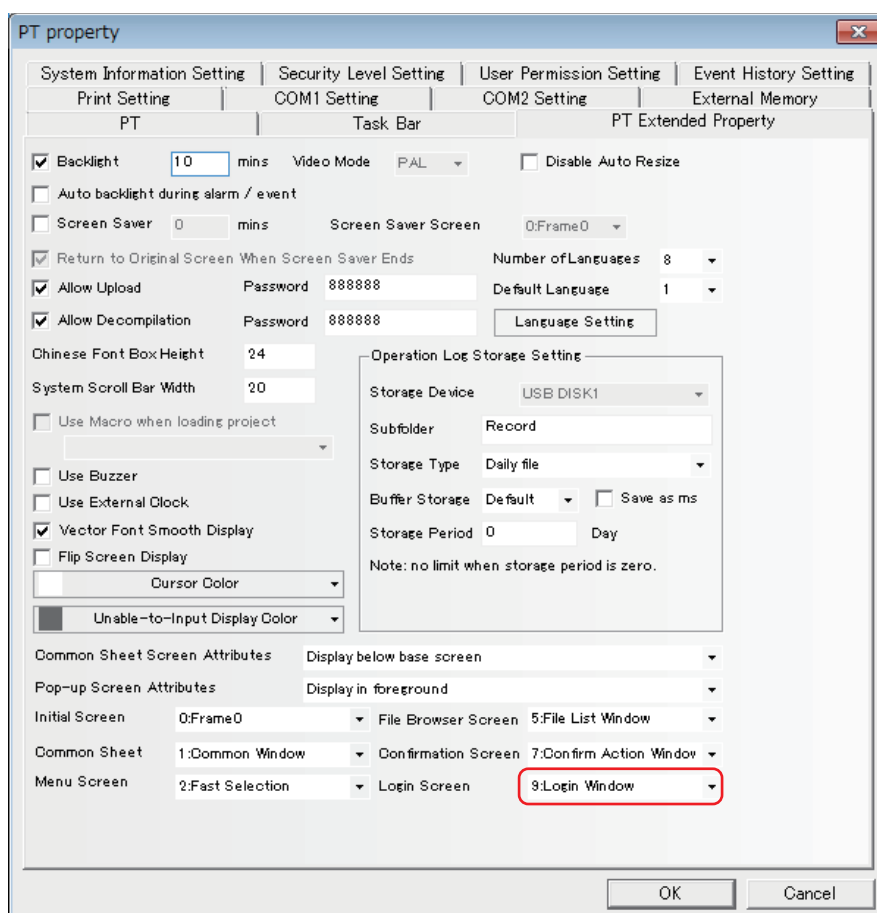 PT property
System Information Setting Security Level Setting User Permission Setting Event History Setting
Print Setting COM1 Setting COM2 Setting External Memory
PT Task Bar PT Extended Property
Backlight 10 mins Video Mode PAL Disable Auto Resize
Auto backlight during alarm / event
Screen Saver 0 mins Screen Saver Screen 0:Frame0
Return to Original Screen When Screen Saver Ends Number of Languages 8
Allow Upload Password 888888 Default Language 1
Allow Decompilation Password 888888 Language Setting
Chinese Font Box Height 24 Operation Log Storage Setting
System Scroll Bar Width 20 Storage Device USB DISK1
Use Macro when loading project Subfolder Record
Storage Type Daily file
Use Buzzer
Use External Clock Buffer Storage Default Save as ms
Vector Font Smooth Display Storage Period 0 Day
Flip Screen Display Note: no limit when storage period is zero.
Cursor Color
Unable-to-Input Display Color
Common Sheet Screen Attributes Display below base screen
Pop-up Screen Attributes Display in foreground
Initial Screen 0:Frame0 File Browser Screen 5:File List Window
Common Sheet 1:Common Window Confirmation Screen 7:Confirm Action Window
Menu Screen 2:Fast Selection Login Screen 9:Login Window
OK Cancel